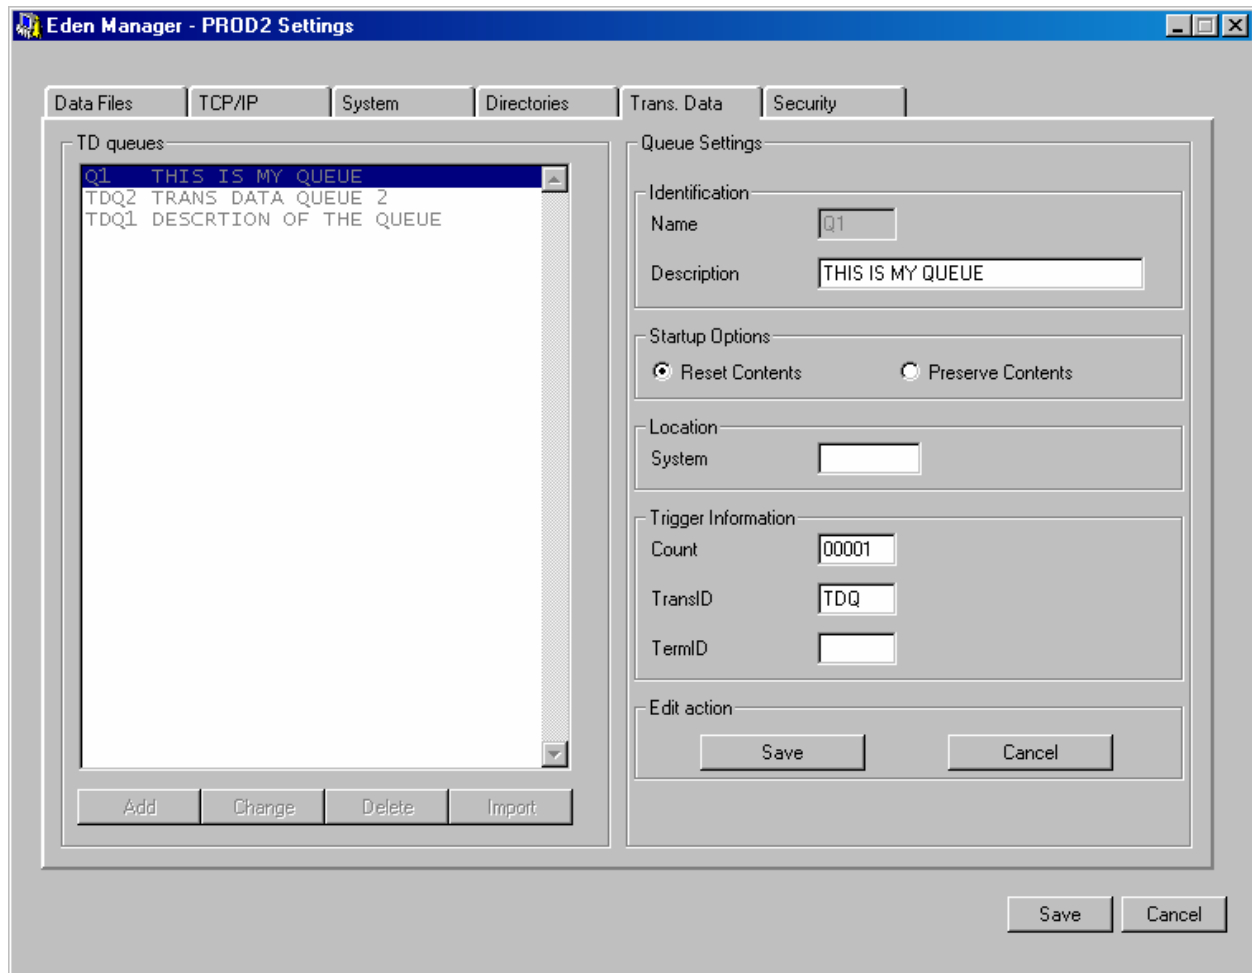 Eden Manager - PROD2 Settings
Data Files TCP/IP System Directories Trans. Data Security
TD queues
Q1 THIS IS MY QUEUE
TDQ2 TRANS DATA QUEUE 2
TDQ1 DESCRTION OF THE QUEUE
Add Change Delete Import
Queue Settings
Identification
Name Q1
Description THIS IS MY QUEUE
Startup Options
Reset Contents Preserve Contents
Location
System
Trigger Information
Count 00001
TransID TDQ
TermID
Edit action
Save Cancel
Save Cancel